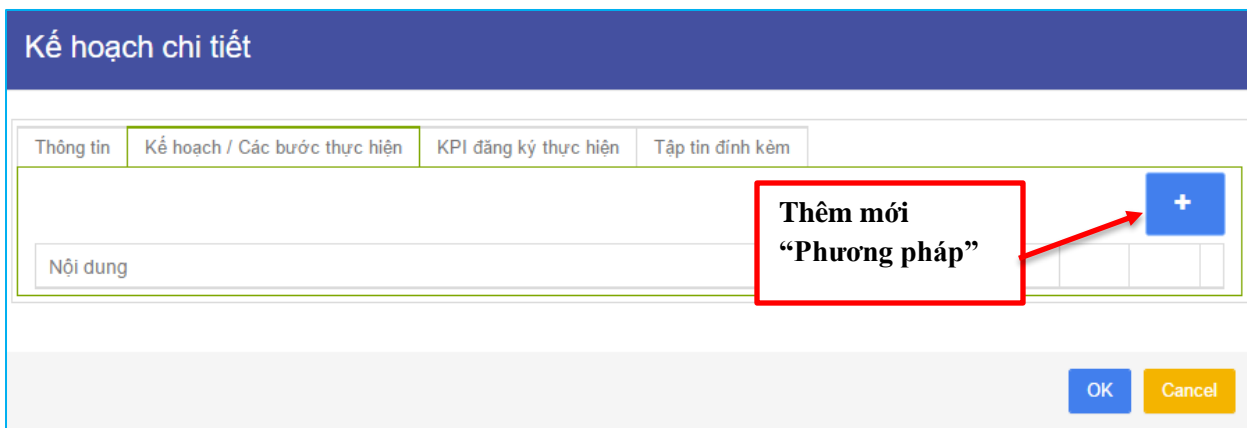 Kế hoạch chi tiết
Thông tin
Kế hoạch / Các bước thực hiện
KPI đăng ký thực hiện
Tập tin đính kèm
+
Thêm mới
“Phương pháp”
Nội dung
OK
Cancel